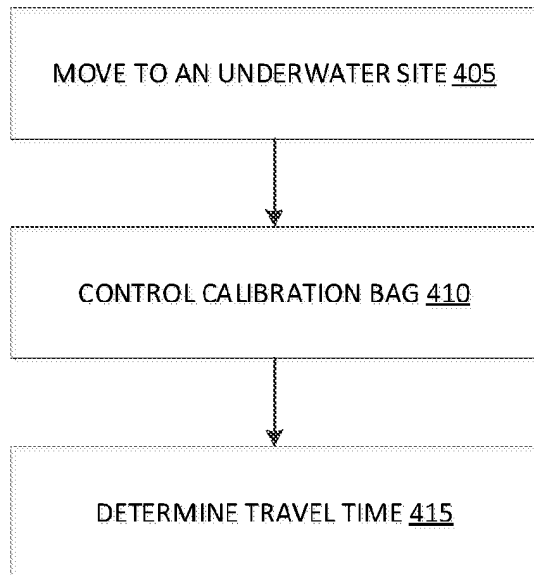 MOVE TO AN UNDERWATER SITE 405
CONTROL CALIBRATION BAG 410
DETERMINE TRAVEL TIME 415